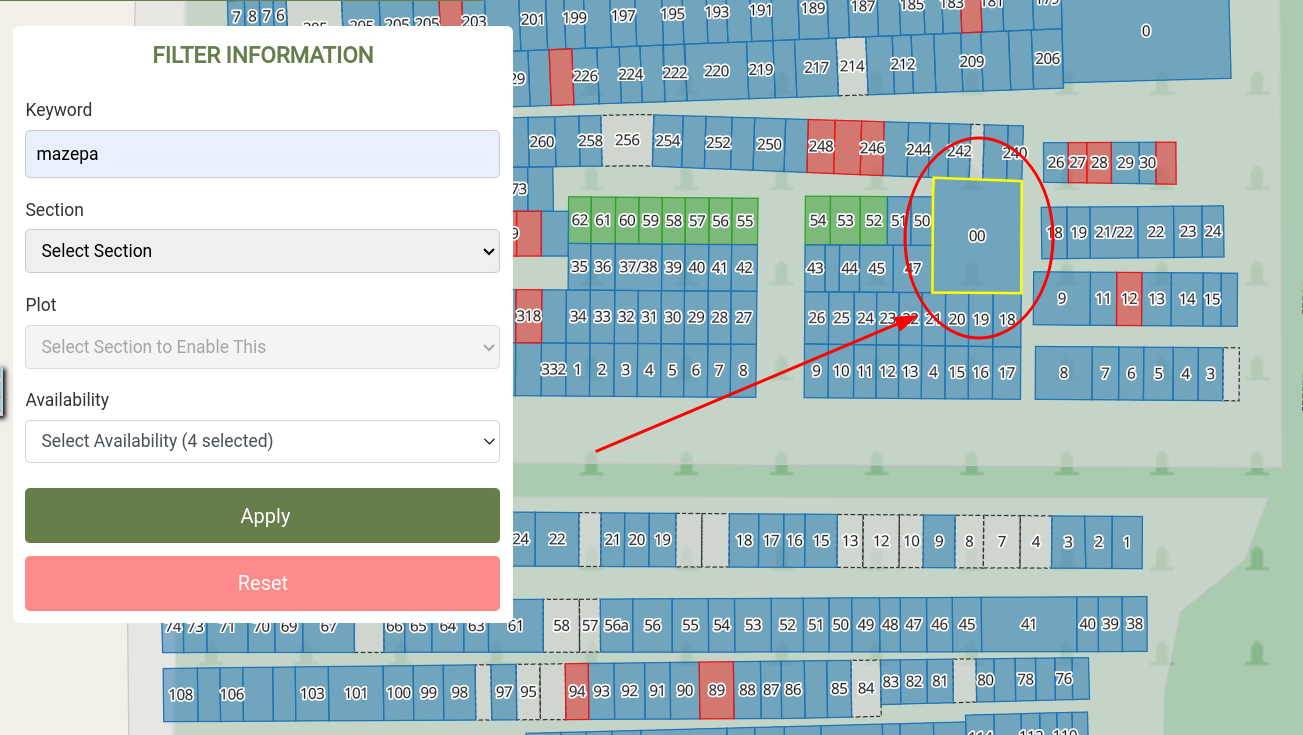 7 8 7 6 205 205 205 205 203 201 199 197 195 193 191 189 187 185 183 181 179 0
FILTER INFORMATION
29 226 224 222 220 219 217 214 212 209 206
Keyword
mazepa
260 258 256 254 252 250 248 246 244 242 240 26 27 28 29 30
73
Section
Select Section
9 62 61 60 59 58 57 56 55 54 53 52 51 50 00 18 19 21/22 22 23 24
35 36 37/38 39 40 41 42 43 44 45 47
Plot
Select Section to Enable This
9 11 12 13 14 15
318 34 33 32 31 30 29 28 27 26 25 24 23 22 21 20 19 18
332 1 2 3 4 5 6 7 8 9 10 11 12 13 4 15 16 17 8 7 6 5 4 3
Availability
Select Availability (4 selected)
Apply
24 22 21 20 19 18 17 16 15 13 12 10 9 8 7 4 3 2 1
Reset
74 73 71 70 69 67 66 65 64 63 61 58 57 56a 56 55 54 53 52 51 50 49 48 47 46 45 41 40 39 38
108 106 103 101 100 99 98 97 95 94 93 92 91 90 89 88 87 86 85 84 83 82 81 80 78 76
114 112 110